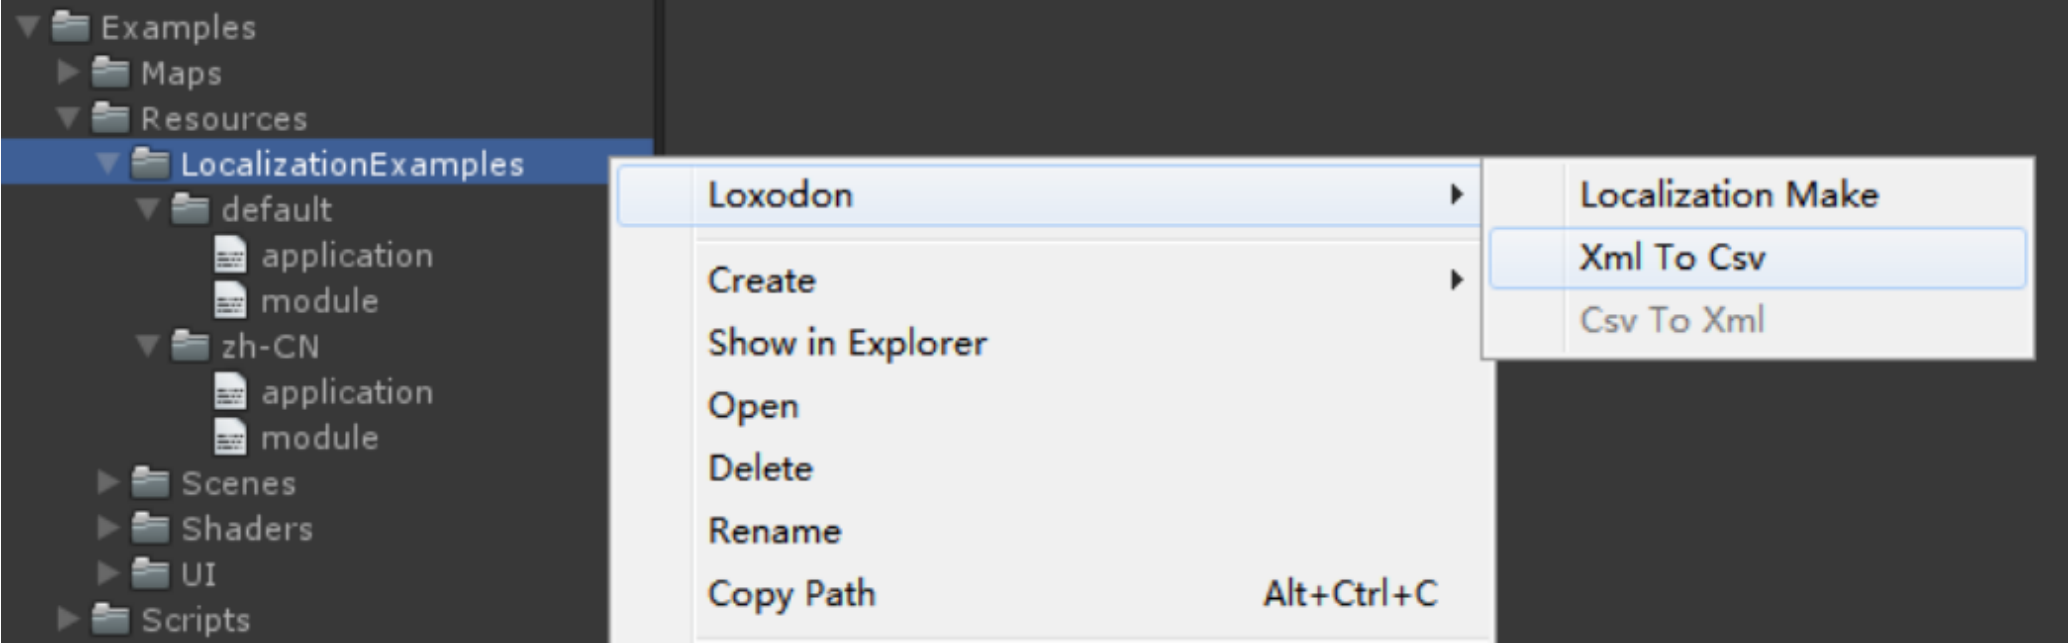 Examples
Maps
Resources
LocalizationExamples
default
application
module
zh-CN
application
module
Scenes
Shaders
UI
Scripts
Loxodon
Create
Show in Explorer
Open
Delete
Rename
Copy Path Alt+Ctrl+C
Localization Make
Xml To Csv
Csv To Xml